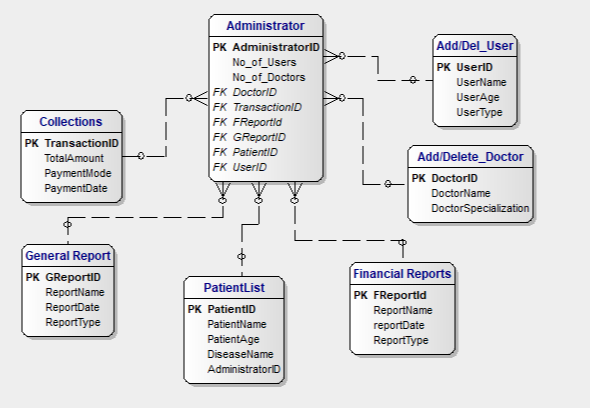 Administrator
PK AdministratorID
No_of_Users
No_of_Doctors
FK DoctorID
FK TransactionID
FK FReportId
FK GReportID
FK PatientID
FK UserID
Add/Del_User
PK UserID
UserName
UserAge
UserType
Collections
PK TransactionID
TotalAmount
PaymentMode
PaymentDate
Add/Delete_Doctor
PK DoctorID
DoctorName
DoctorSpecialization
General Report
PK GReportID
ReportName
ReportDate
ReportType
PatientList
PK PatientID
PatientName
PatientAge
DiseaseName
AdministratorID
Financial Reports
PK FReportId
ReportName
reportDate
ReportType